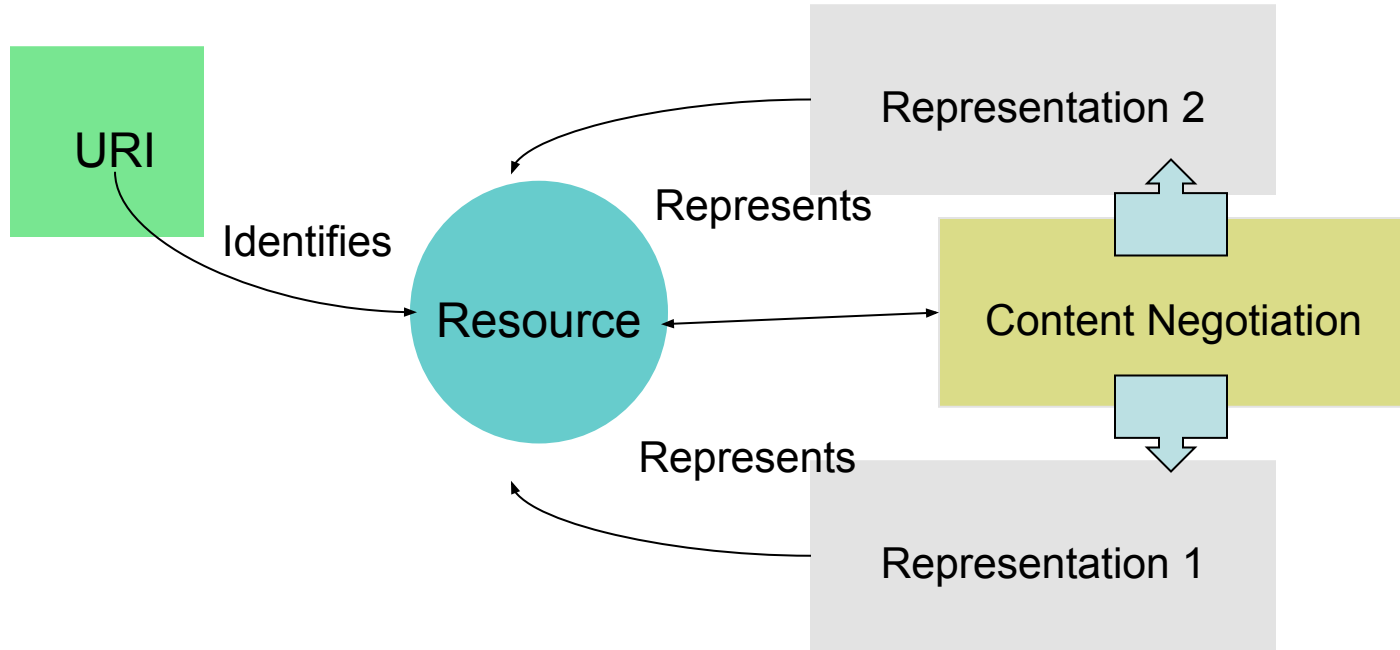 URI
Identifies
Resource
Representation 2
Represents
Content Negotiation
Represents
Representation 1